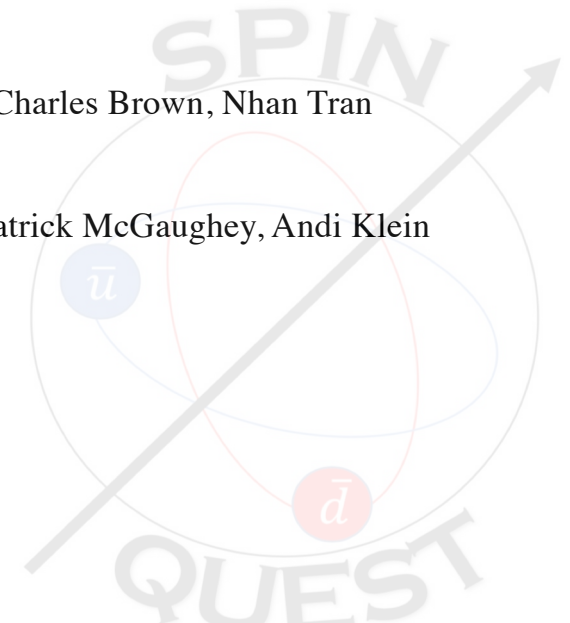 SPIN
Charles Brown, Nhan Tran
atrick McGaughey, Andi Klein
ū
d̄
QUEST